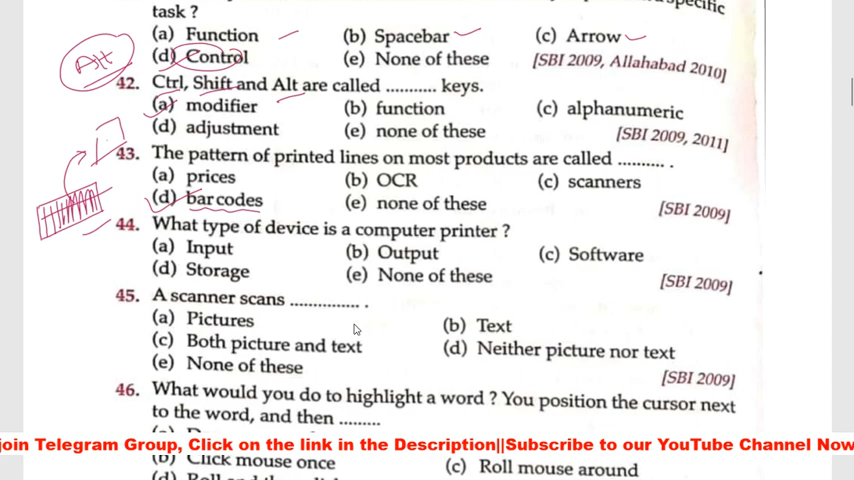 specific
task ?
(a) Function (b) Spacebar (c) Arrow
(d) Control (e) None of these [SBI 2009, Allahabad 2010]
Alt
42. Ctrl, Shift and Alt are called ........... keys.
(a) modifier (b) function (c) alphanumeric
(d) adjustment (e) none of these [SBI 2009, 2011]
43. The pattern of printed lines on most products are called .......... .
(a) prices (b) OCR (c) scanners
(d) bar codes (e) none of these [SBI 2009]
44. What type of device is a computer printer ?
(a) Input (b) Output (c) Software
(d) Storage (e) None of these [SBI 2009]
45. A scanner scans ............... .
(a) Pictures (b) Text
(c) Both picture and text (d) Neither picture nor text
(e) None of these [SBI 2009]
46. What would you do to highlight a word ? You position the cursor next
to the word, and then .........
join Telegram Group, Click on the link in the Description||Subscribe to our YouTube Channel Now
(b) Click mouse once (c) Roll mouse around